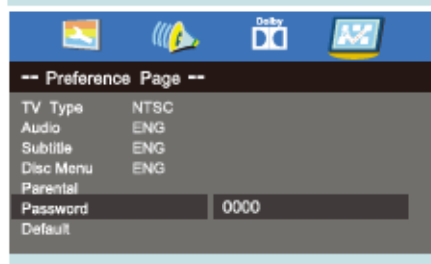 Dolby
-- Preference Page --
TV Type NTSC
Audio ENG
Subtitle ENG
Disc Menu ENG
Parental
Password 0000
Default